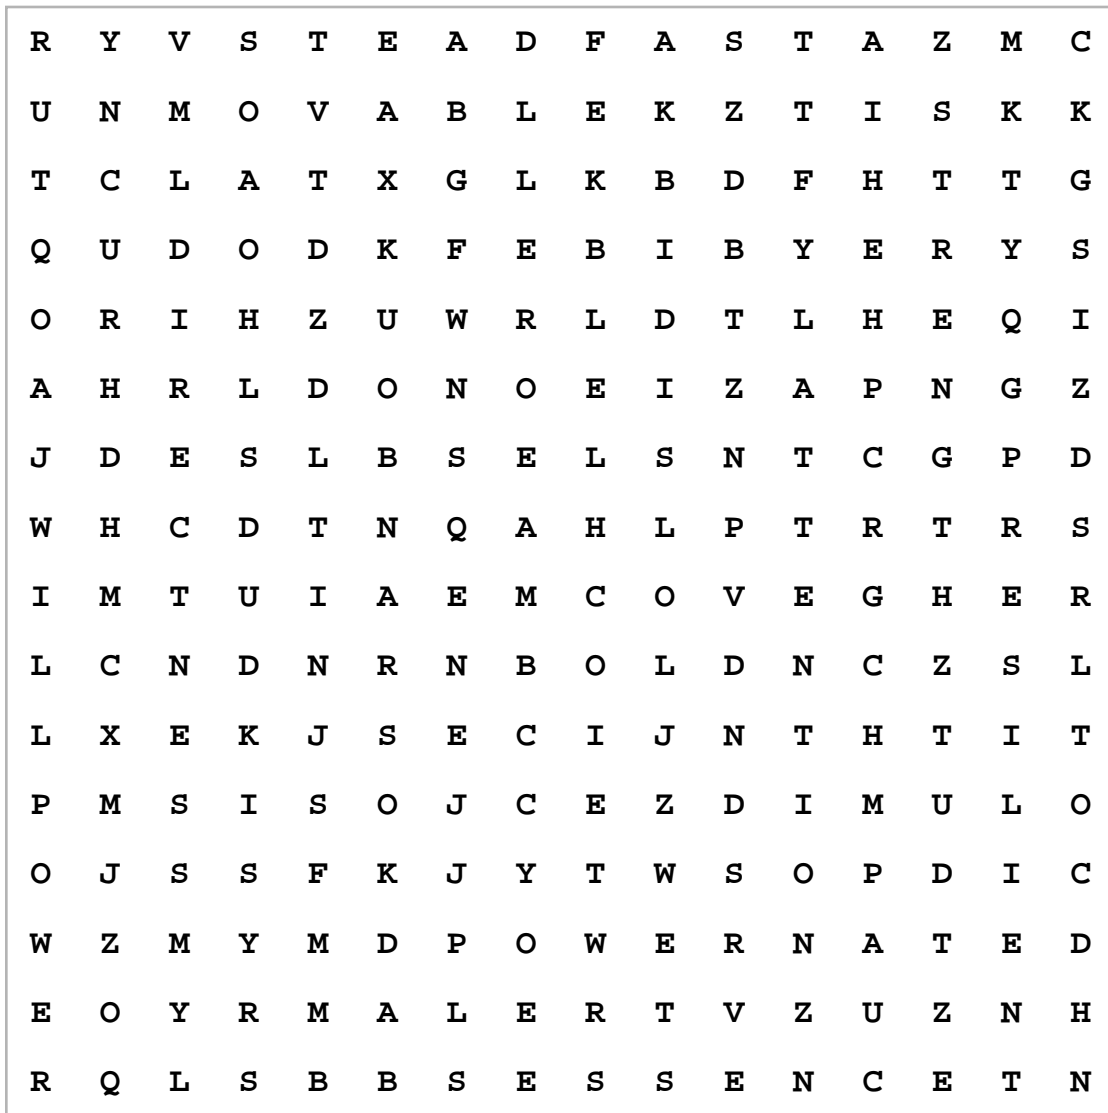 R Y V S T E A D F A S T A Z M C
U N M O V A B L E K Z T I S K K
T C L A T X G L K B D F H T T G
Q U D O D K F E B I B Y E R Y S
O R I H Z U W R L D T L H E Q I
A H R L D O N O E I Z A P N G Z
J D E S L B S E L S N T C G P D
W H C D T N Q A H L P T R T R S
I M T U I A E M C O V E G H E R
L C N D N R N B O L D N C Z S L
L X E K J S E C I J N T H T I T
P M S I S O J C E Z D I M U L O
O J S S F K J Y T W S O P D I C
W Z M Y M D P O W E R N A T E D
E O Y R M A L E R T V Z U Z N H
R Q L S B B S E S S E N C E T N